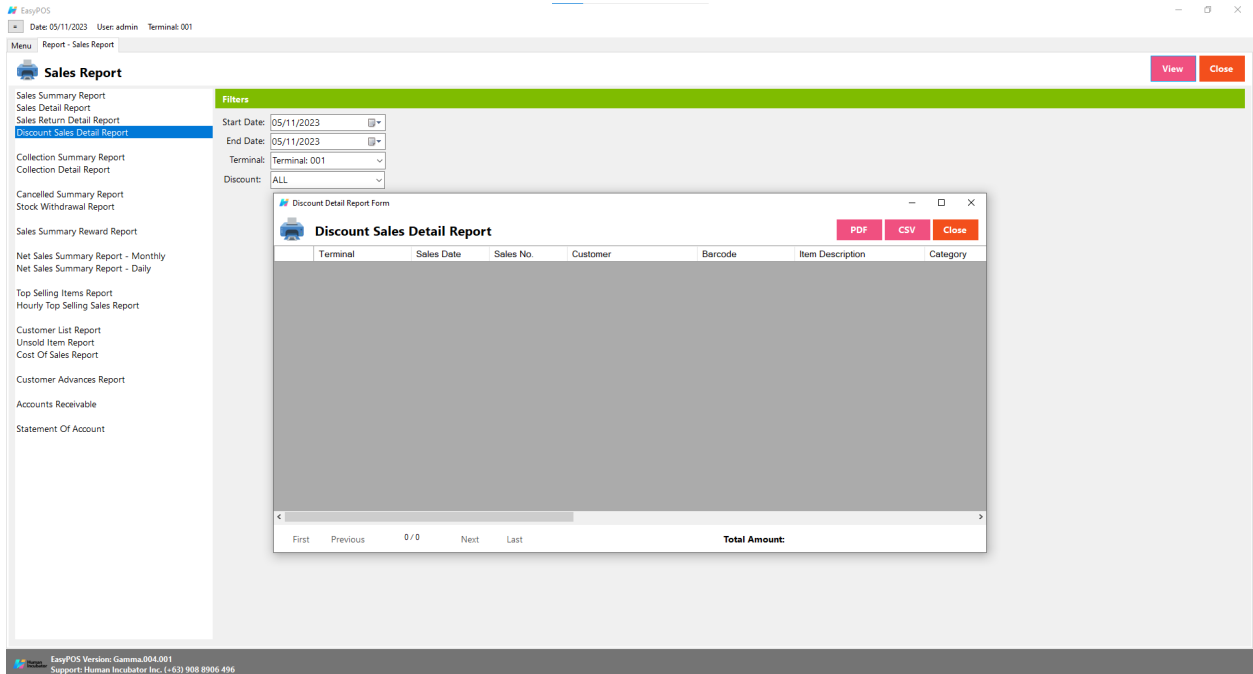 EasyPOS
Date: 05/11/2023 User: admin Terminal: 001
Menu Report - Sales Report
Sales Report View Close
Sales Summary Report
Sales Detail Report
Sales Return Detail Report
Discount Sales Detail Report
Collection Summary Report
Collection Detail Report
Cancelled Summary Report
Stock Withdrawal Report
Sales Summary Reward Report
Net Sales Summary Report - Monthly
Net Sales Summary Report - Daily
Top Selling Items Report
Hourly Top Selling Sales Report
Customer List Report
Unsold Item Report
Cost Of Sales Report
Customer Advances Report
Accounts Receivable
Statement Of Account
Filters
Start Date: 05/11/2023
End Date: 05/11/2023
Terminal: Terminal: 001
Discount: ALL
Discount Detail Report Form
Discount Sales Detail Report PDF CSV Close
Terminal Sales Date Sales No. Customer Barcode Item Description Category
First Previous 0 / 0 Next Last Total Amount:
Human Incubator
EasyPOS Version: Gamma.004.001
Support: Human Incubator Inc. (+63) 908 8906 496